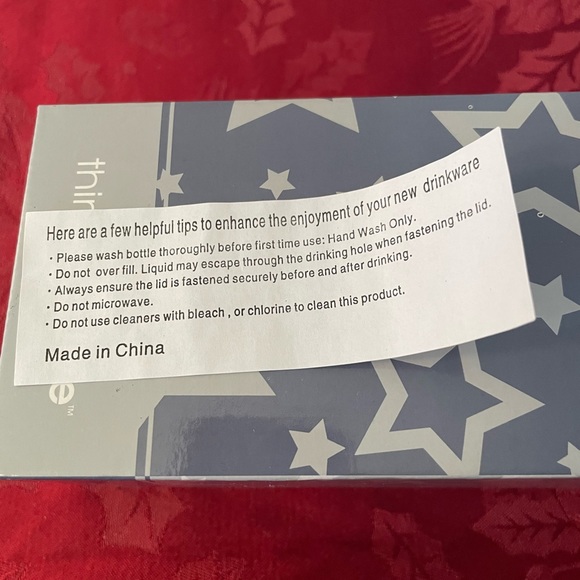 Here are a few helpful tips to enhance the enjoyment of your new drinkware
· Please wash bottle thoroughly before first time use: Hand Wash Only.
· Do not over fill. Liquid may escape through the drinking hole when fastening the lid.
· Always ensure the lid is fastened securely before and after drinking.
· Do not microwave.
· Do not use cleaners with bleach , or chlorine to clean this product.
Made in China